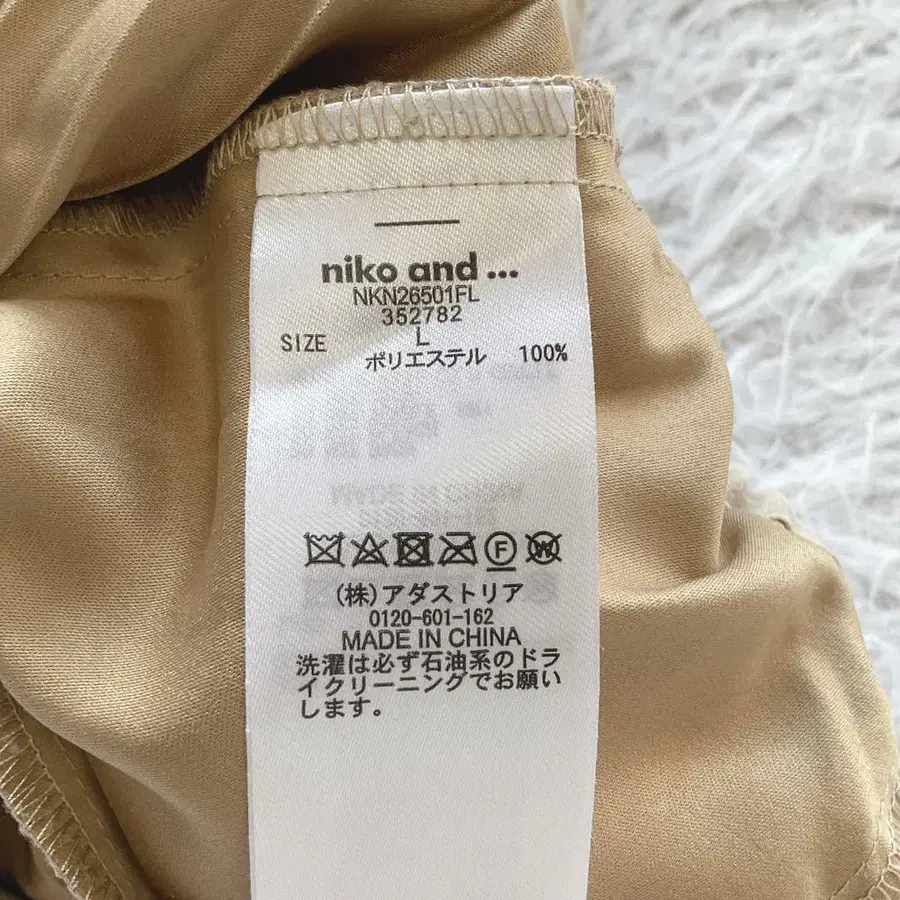 niko and ...
NKN26501FL
352782
SIZE L
ポリエステル 100%
F W
(株)アダストリア
0120-601-162
MADE IN CHINA
洗濯は必ず石油系のドラ
イクリーニングでお願い
します。